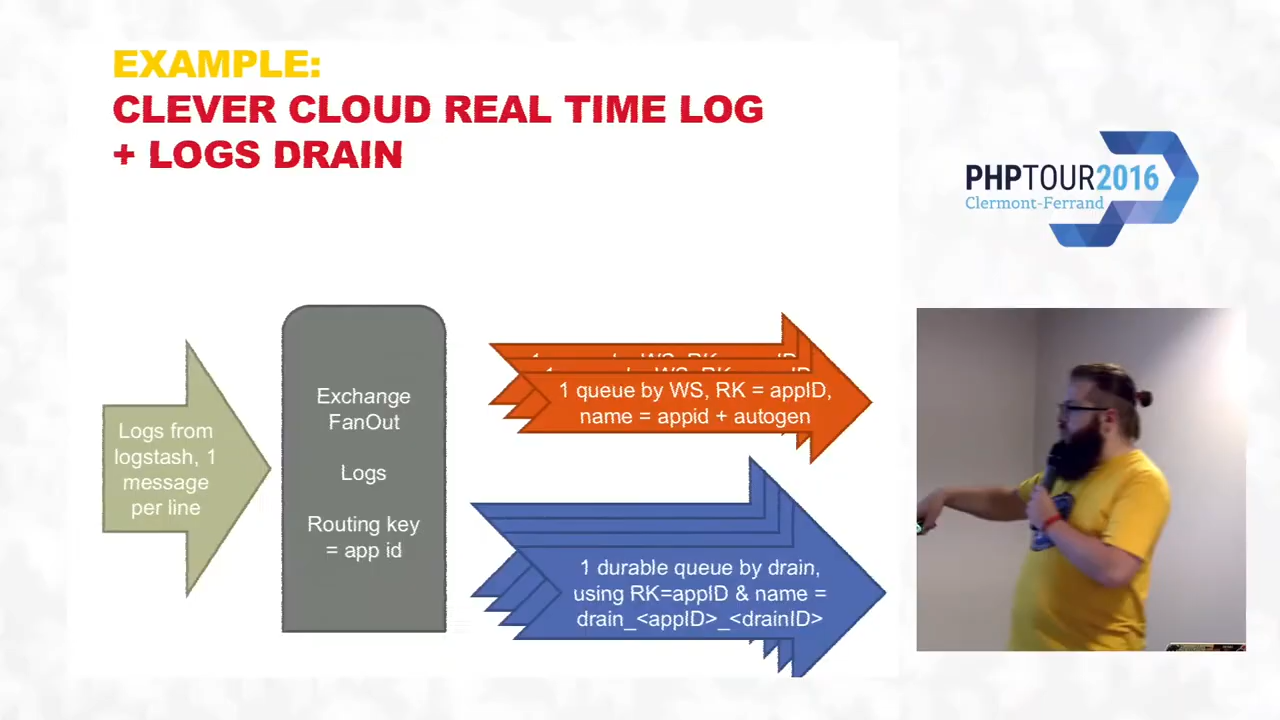 EXAMPLE:
CLEVER CLOUD REAL TIME LOG
+ LOGS DRAIN
PHPTOUR2016
Clermont-Ferrand
Logs from
logstash, 1
message
per line
Exchange
FanOut
Logs
Routing key
= app id
1 queue by WS, RK = appID,
name = appid + autogen
1 durable queue by drain,
using RK=appID & name =
drain_<appID>_<drainID>